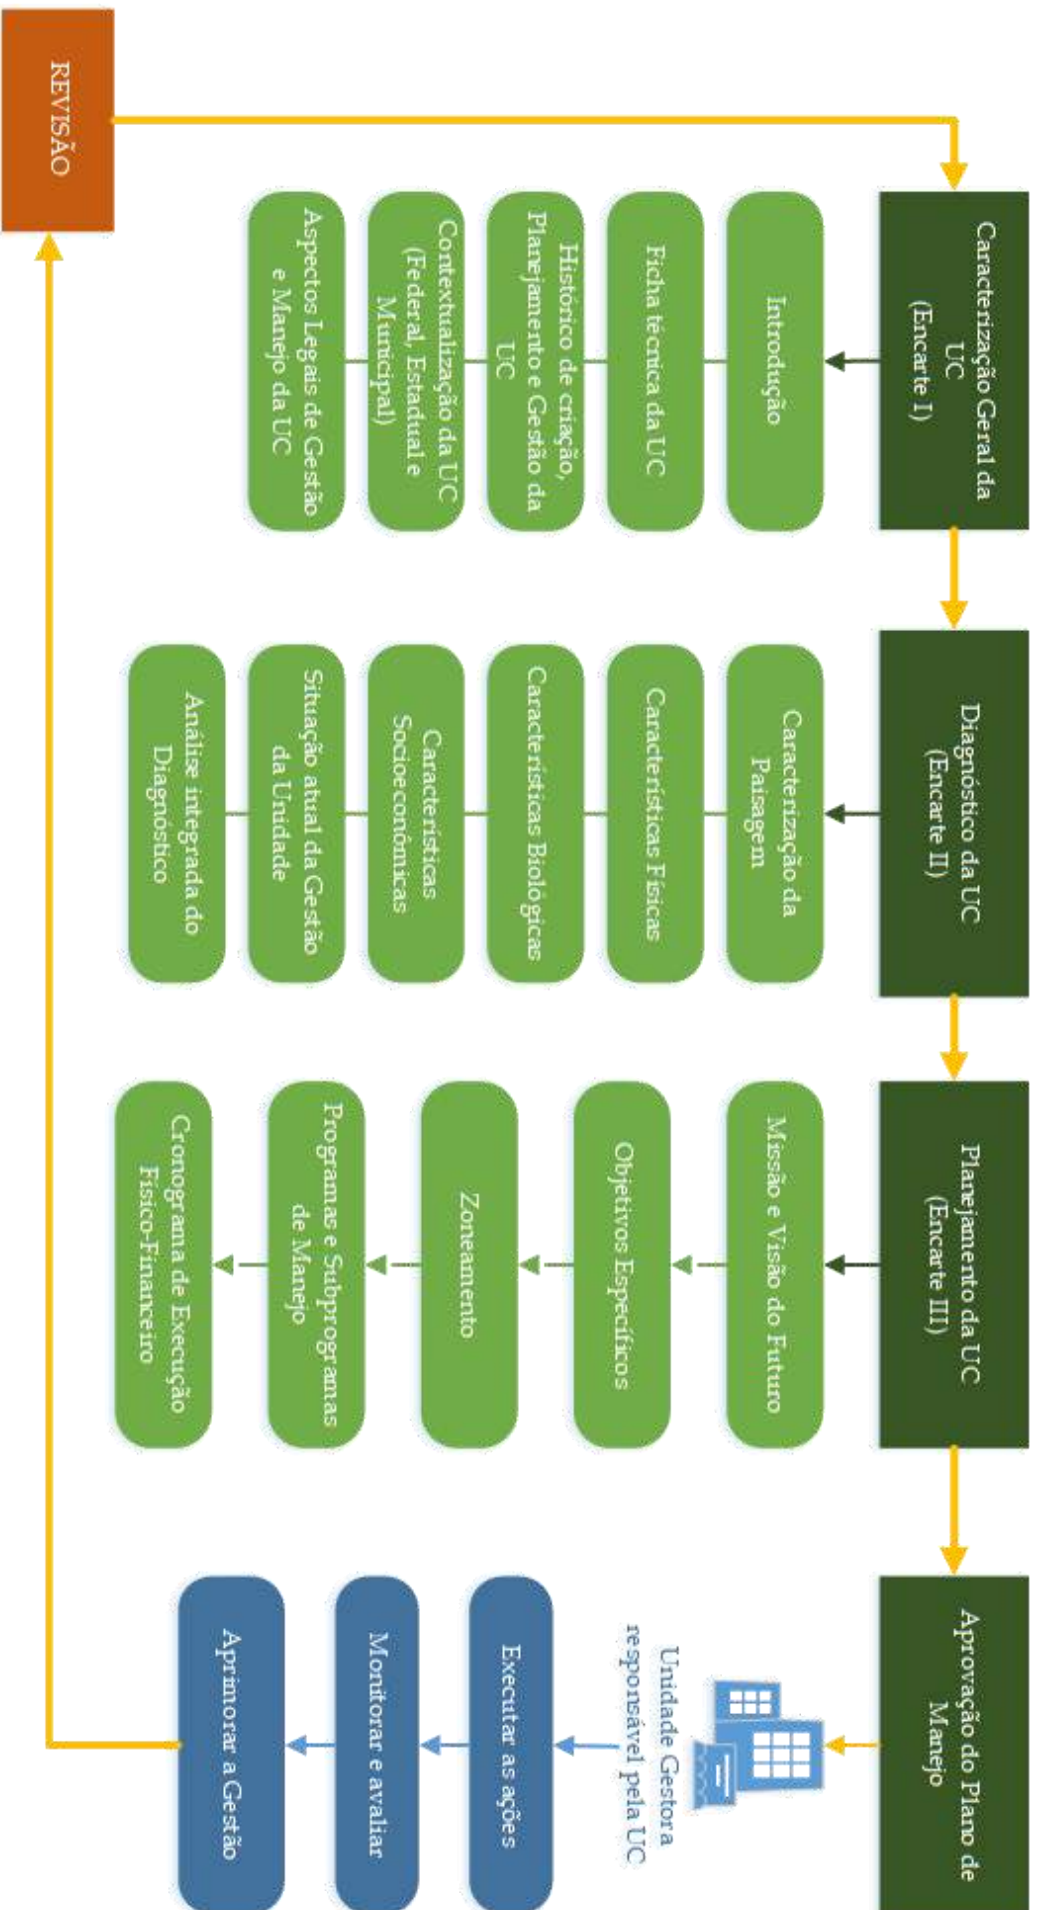 Caracterização Geral da
UC
(Encarte I)
Introdução
Ficha técnica da UC
Histórico de criação,
Planejamento e Gestão da
UC
Contextualização da UC
(Federal, Estadual e
Municipal)
Aspectos Legais de Gestão
e Manejo da UC
Diagnóstico da UC
(Encarte II)
Caracterização da
Paisagem
Características Físicas
Características Biológicas
Características
Socioeconômicas
Situação atual da Gestão
da Unidade
Análise integrada do
Diagnóstico
Planejamento da UC
(Encarte III)
Missão e Visão do Futuro
Objetivos Específicos
Zoneamento
Programas e Subprogramas
de Manejo
Cronograma de Execução
Físico-Financeiro
Aprovação do Plano de
Manejo
Unidade Gestora
responsável pela UC
Executar as ações
Monitorar e avaliar
Aprimorar a Gestão
REVISÃO